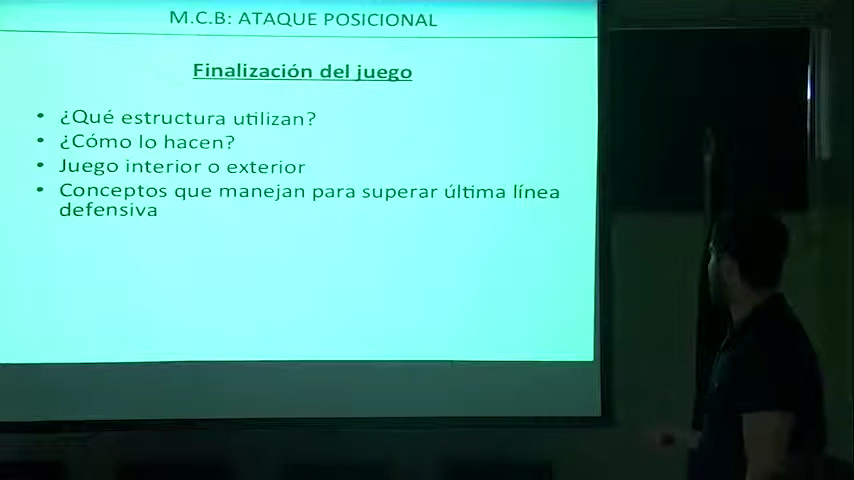 M.C.B: ATAQUE POSICIONAL
Finalización del juego
• ¿Qué estructura utilizan?
• ¿Cómo lo hacen?
• Juego interior o exterior
• Conceptos que manejan para superar última línea
defensiva